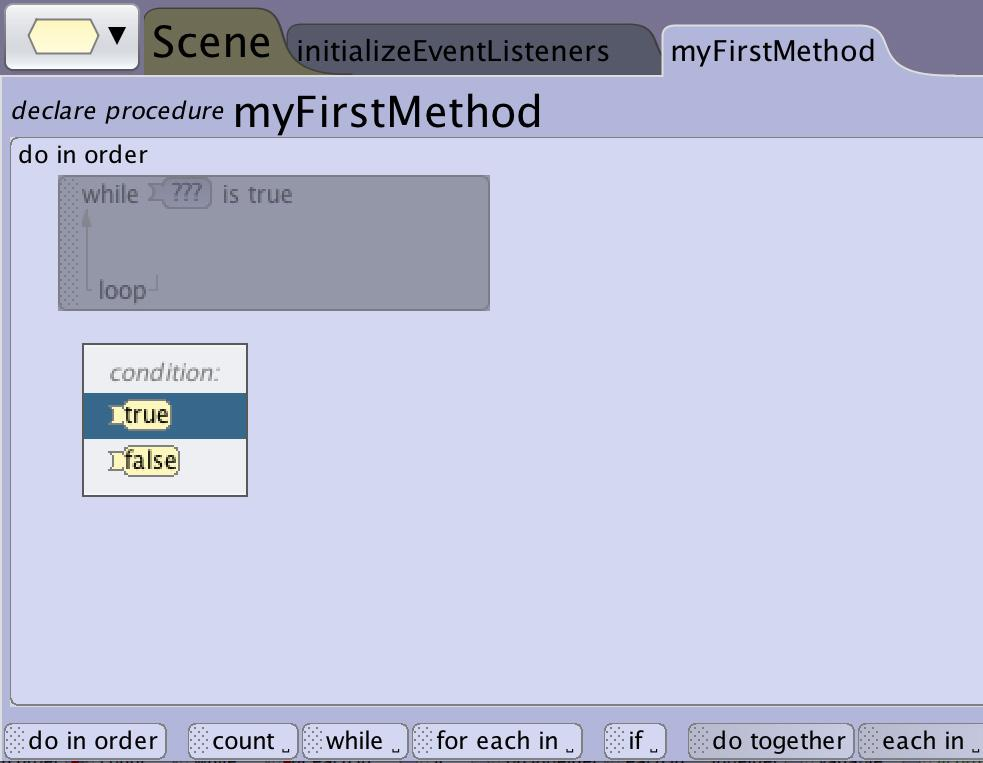 Scene initializeEventListeners myFirstMethod
declare procedure myFirstMethod
do in order
while ??? is true
loop
condition:
true
false
do in order count while for each in if do together each in